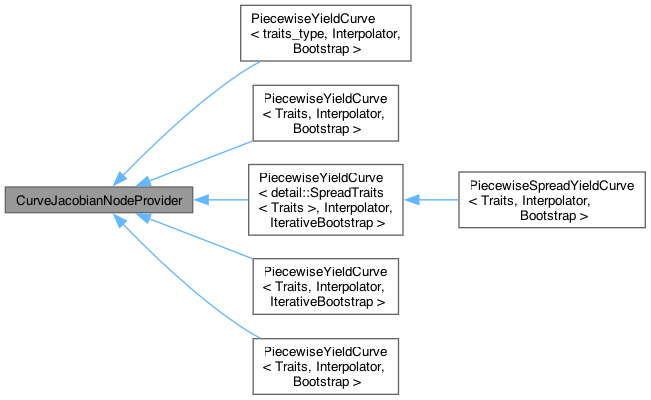 PiecewiseYieldCurve
< traits_type, Interpolator,
Bootstrap >
PiecewiseYieldCurve
< Traits, Interpolator,
Bootstrap >
CurveJacobianNodeProvider
PiecewiseYieldCurve
< detail::SpreadTraits
< Traits >, Interpolator,
IterativeBootstrap >
PiecewiseSpreadYieldCurve
< Traits, Interpolator,
Bootstrap >
PiecewiseYieldCurve
< Traits, Interpolator,
IterativeBootstrap >
PiecewiseYieldCurve
< Traits, Interpolator,
Bootstrap >